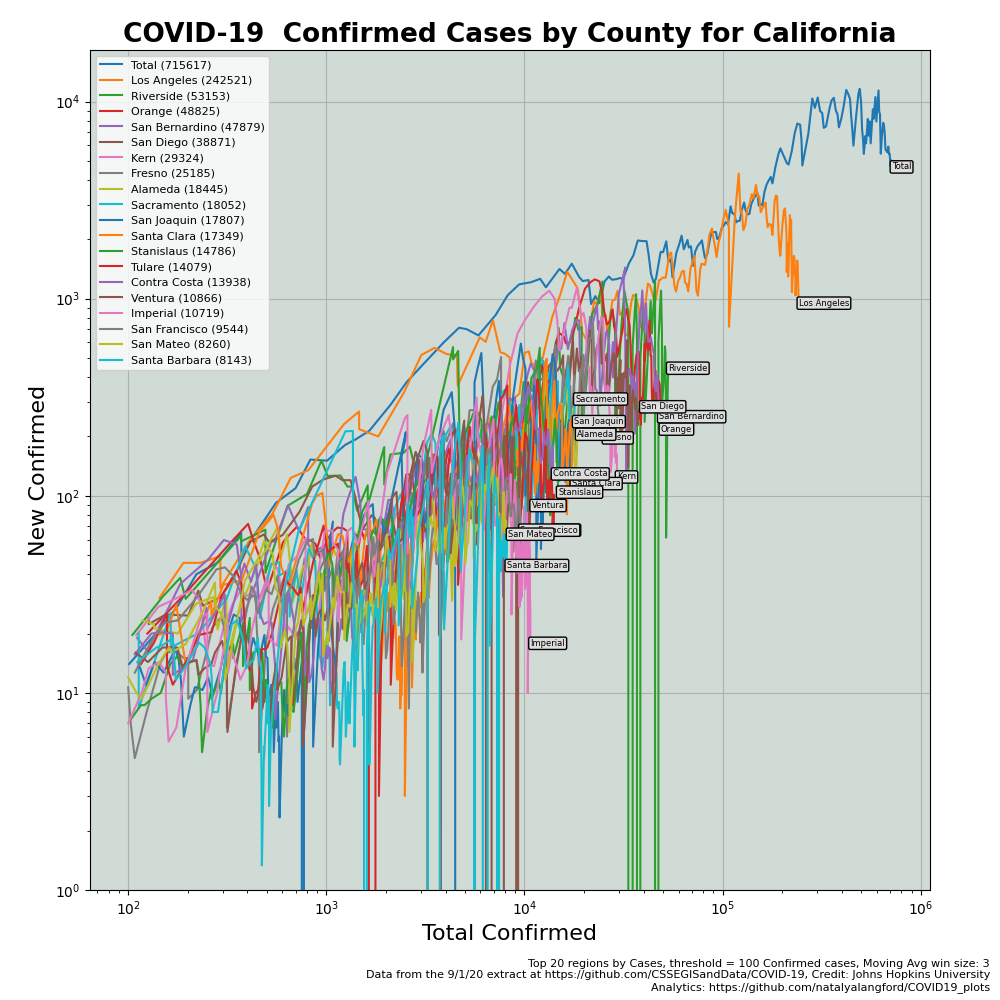 COVID-19  Confirmed Cases by County for California
Total (715617)
Los Angeles (242521)
Riverside (53153)
Orange (48825)
San Bernardino (47879)
San Diego (38871)
Kern (29324)
Fresno (25185)
Alameda (18445)
Sacramento (18052)
San Joaquin (17807)
Santa Clara (17349)
Stanislaus (14786)
Tulare (14079)
Contra Costa (13938)
Ventura (10866)
Imperial (10719)
San Francisco (9544)
San Mateo (8260)
Santa Barbara (8143)
10⁴
10³
10²
10¹
10⁰
New Confirmed
Total
Los Angeles
Riverside
Sacramento
San Diego
San Bernardino
San Joaquin
Orange
Alameda
Contra Costa
Kern
Santa Clara
Stanislaus
Ventura
San Mateo
Santa Barbara
Imperial
10²
10³
10⁴
10⁵
10⁶
Total Confirmed
Top 20 regions by Cases, threshold = 100 Confirmed cases, Moving Avg win size: 3
Data from the 9/1/20 extract at https://github.com/CSSEGISandData/COVID-19, Credit: Johns Hopkins University
Analytics: https://github.com/natalyalangford/COVID19_plots